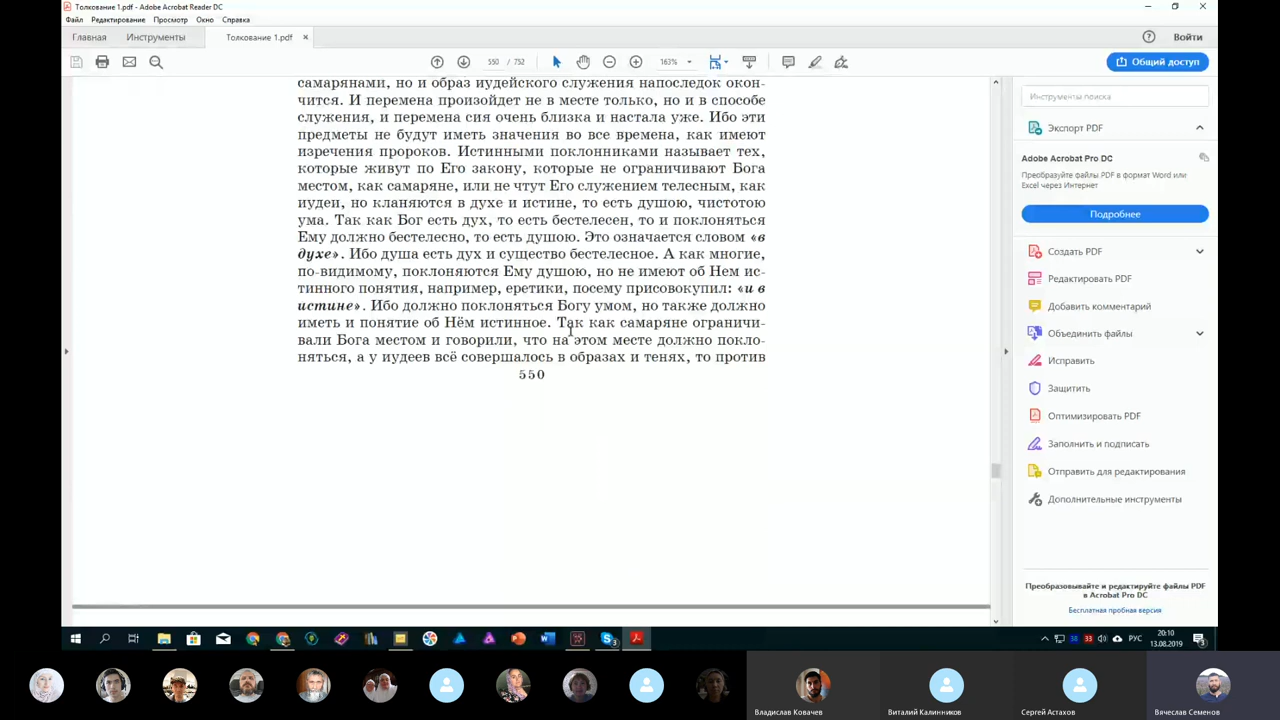 Толкование 1.pdf - Adobe Acrobat Reader DC
Файл Редактирование Просмотр Окно Справка
Главная Инструменты Толкование 1.pdf × Войти
550 / 752 163% Общий доступ
самарянами, но и образ иудейского служения напоследок окон-
чится. И перемена произойдет не в месте только, но и в способе
служения, и перемена сия очень близка и настала уже. Ибо эти
предметы не будут иметь значения во все времена, как имеют
изречения пророков. Истинными поклонниками называет тех,
которые живут по Его закону, которые не ограничивают Бога
местом, как самаряне, или не чтут Его служением телесным, как
иудеи, но кланяются в духе и истине, то есть душою, чистотою
ума. Так как Бог есть дух, то есть бестелесен, то и поклоняться
Ему должно бестелесно, то есть душою. Это означается словом «в
духе». Ибо душа есть дух и существо бестелесное. А как многие,
по-видимому, поклоняются Ему душою, но не имеют об Нем ис-
тинного понятия, например, еретики, посему присовокупил: «и в
истине». Ибо должно поклоняться Богу умом, но также должно
иметь и понятие об Нём истинное. Так как самаряне ограничи-
вали Бога местом и говорили, что на этом месте должно покло-
няться, а у иудеев всё совершалось в образах и тенях, то против
550
Инструменты поиска
Экспорт PDF
Adobe Acrobat Pro DC
Преобразуйте файлы PDF в формат Word или
Excel через Интернет
Подробнее
Создать PDF
Редактировать PDF
Добавить комментарий
Объединить файлы
Исправить
Защитить
Оптимизировать PDF
Заполнить и подписать
Отправить для редактирования
Дополнительные инструменты
Преобразовывайте и редактируйте файлы PDF
в Acrobat Pro DC
Бесплатная пробная версия
38 33 РУС 20:10
13.08.2019
Владислав Ковачев Виталий Калинников Сергей Астахов Вячеслав Семенов